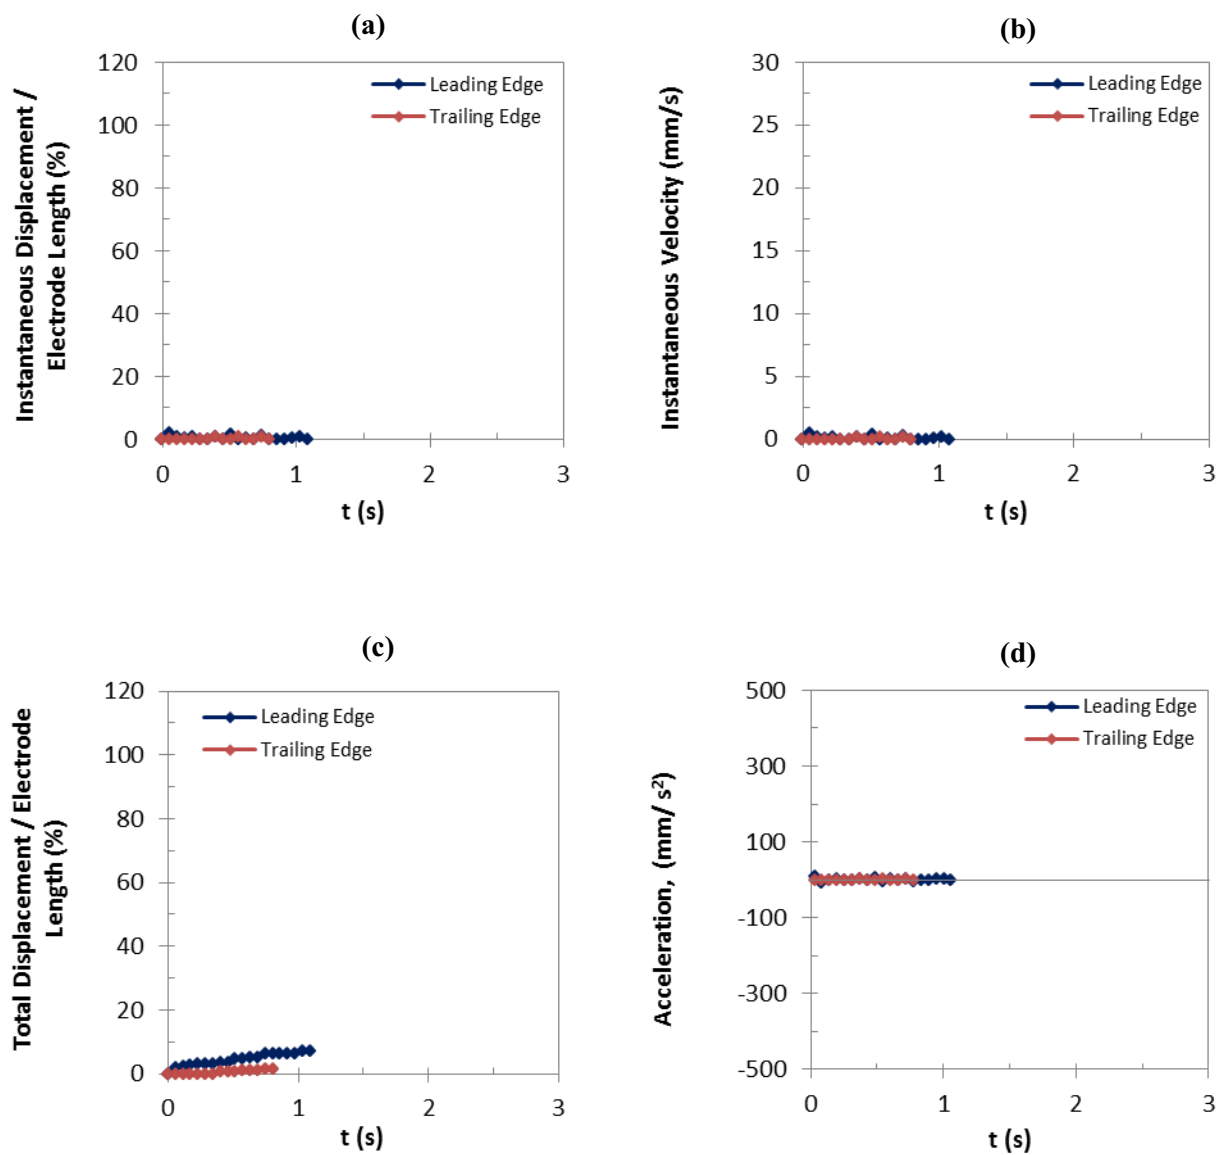 (a)
Instantaneous Displacement /
Electrode Length (%)
120
100
80
60
40
20
0
Leading Edge
Trailing Edge
0 1 2 3
t (s)
(b)
Instantaneous Velocity (mm/s)
30
25
20
15
10
5
0
Leading Edge
Trailing Edge
0 1 2 3
t (s)
(c)
Total Displacement / Electrode
Length (%)
120
100
80
60
40
20
0
Leading Edge
Trailing Edge
0 1 2 3
t (s)
(d)
Acceleration, (mm/ s²)
500
300
100
-100
-300
-500
Leading Edge
Trailing Edge
0 1 2 3
t (s)